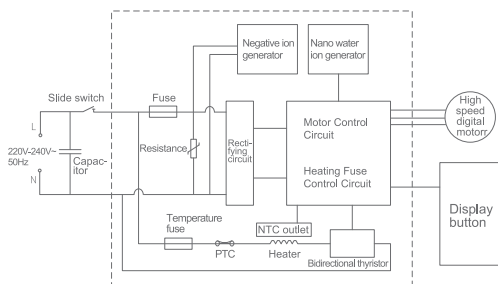 Negative ion
generator
Nano water
ion generator
Slide switch
Fuse
High
speed
digital
motorr.
L
220V-240V~
50Hz
N
Capac-
itor
Resistance
Recti-
fying
circuit
Motor Control
Circuit
Heating Fuse
Control Circuit
Temperature
fuse
PTC
Heater
NTC outlet
Bidirectional thyristor
Display
button